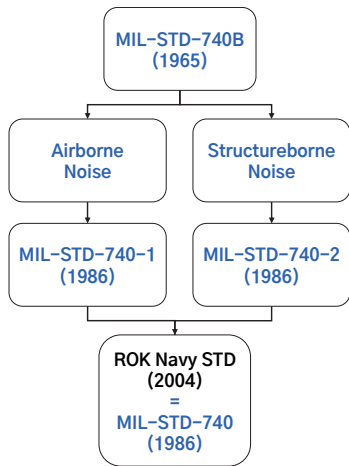 MIL-STD-740B
(1965)
Airborne
Noise
Structureborne
Noise
MIL-STD-740-1
(1986)
MIL-STD-740-2
(1986)
ROK Navy STD
(2004)
=
MIL-STD-740
(1986)